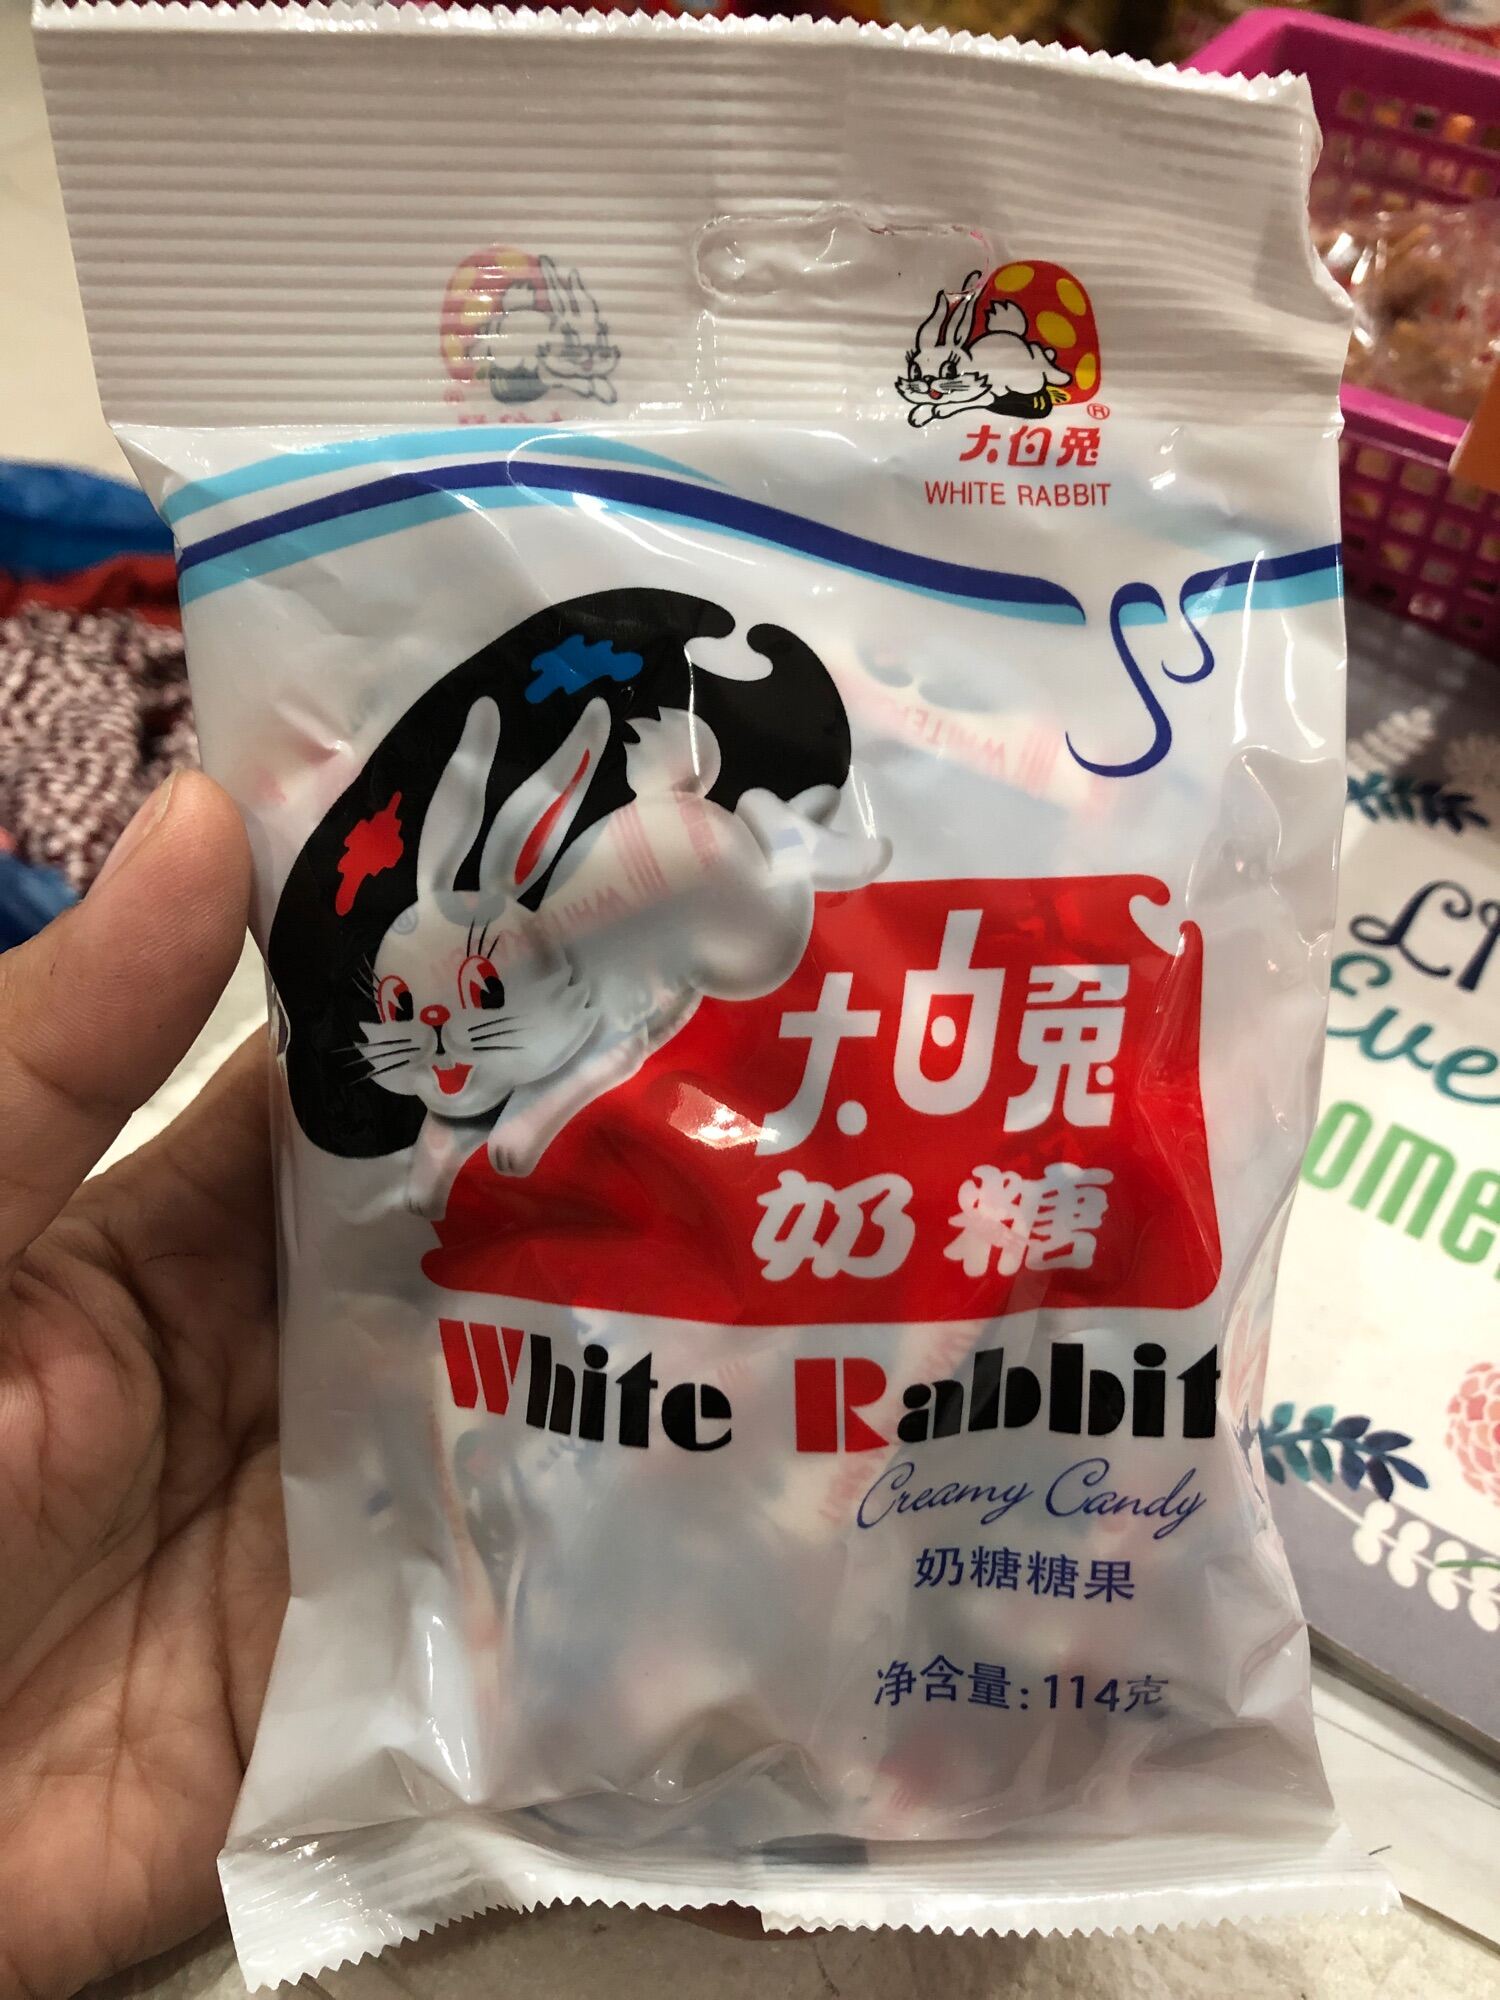 大白兔
WHITE RABBIT
大白兔
奶糖
White Rabbit
Creamy Candy
奶糖糖果
净含量:114克